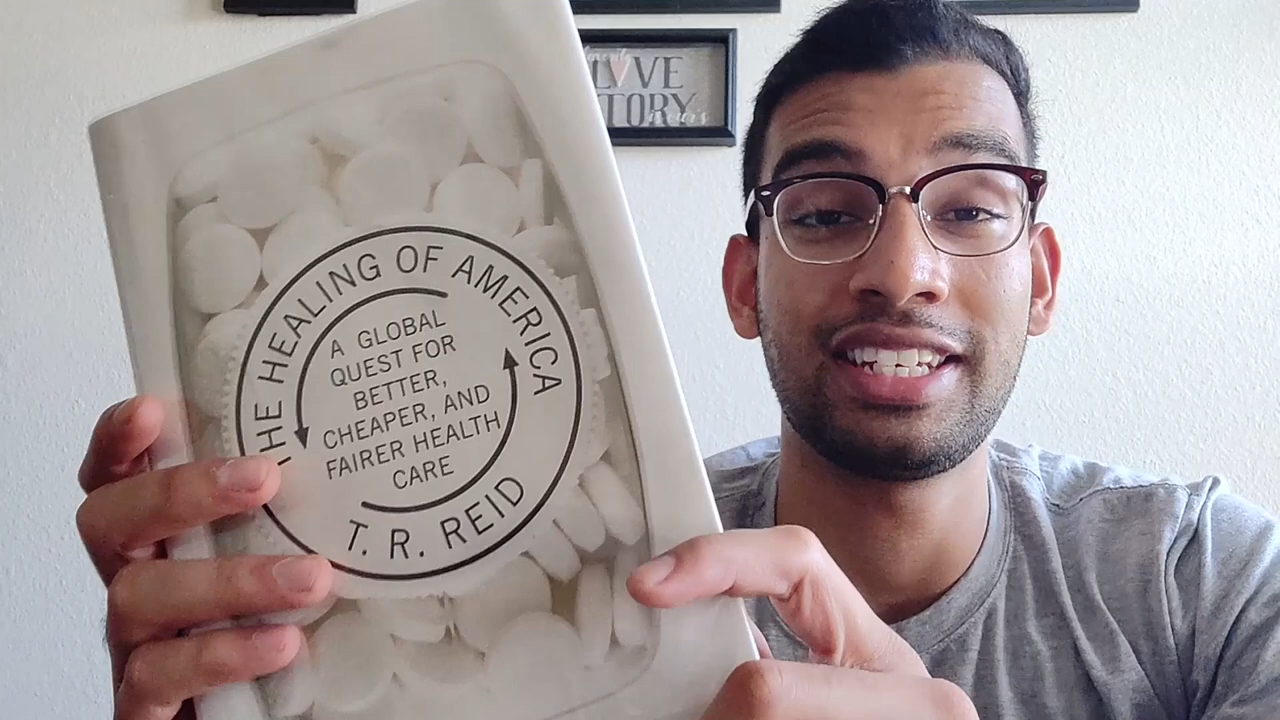 THE HEALING OF AMERICA
A GLOBAL
QUEST FOR
BETTER,
CHEAPER, AND
FAIRER HEALTH
CARE
T. R. REID
LOVE
STORY